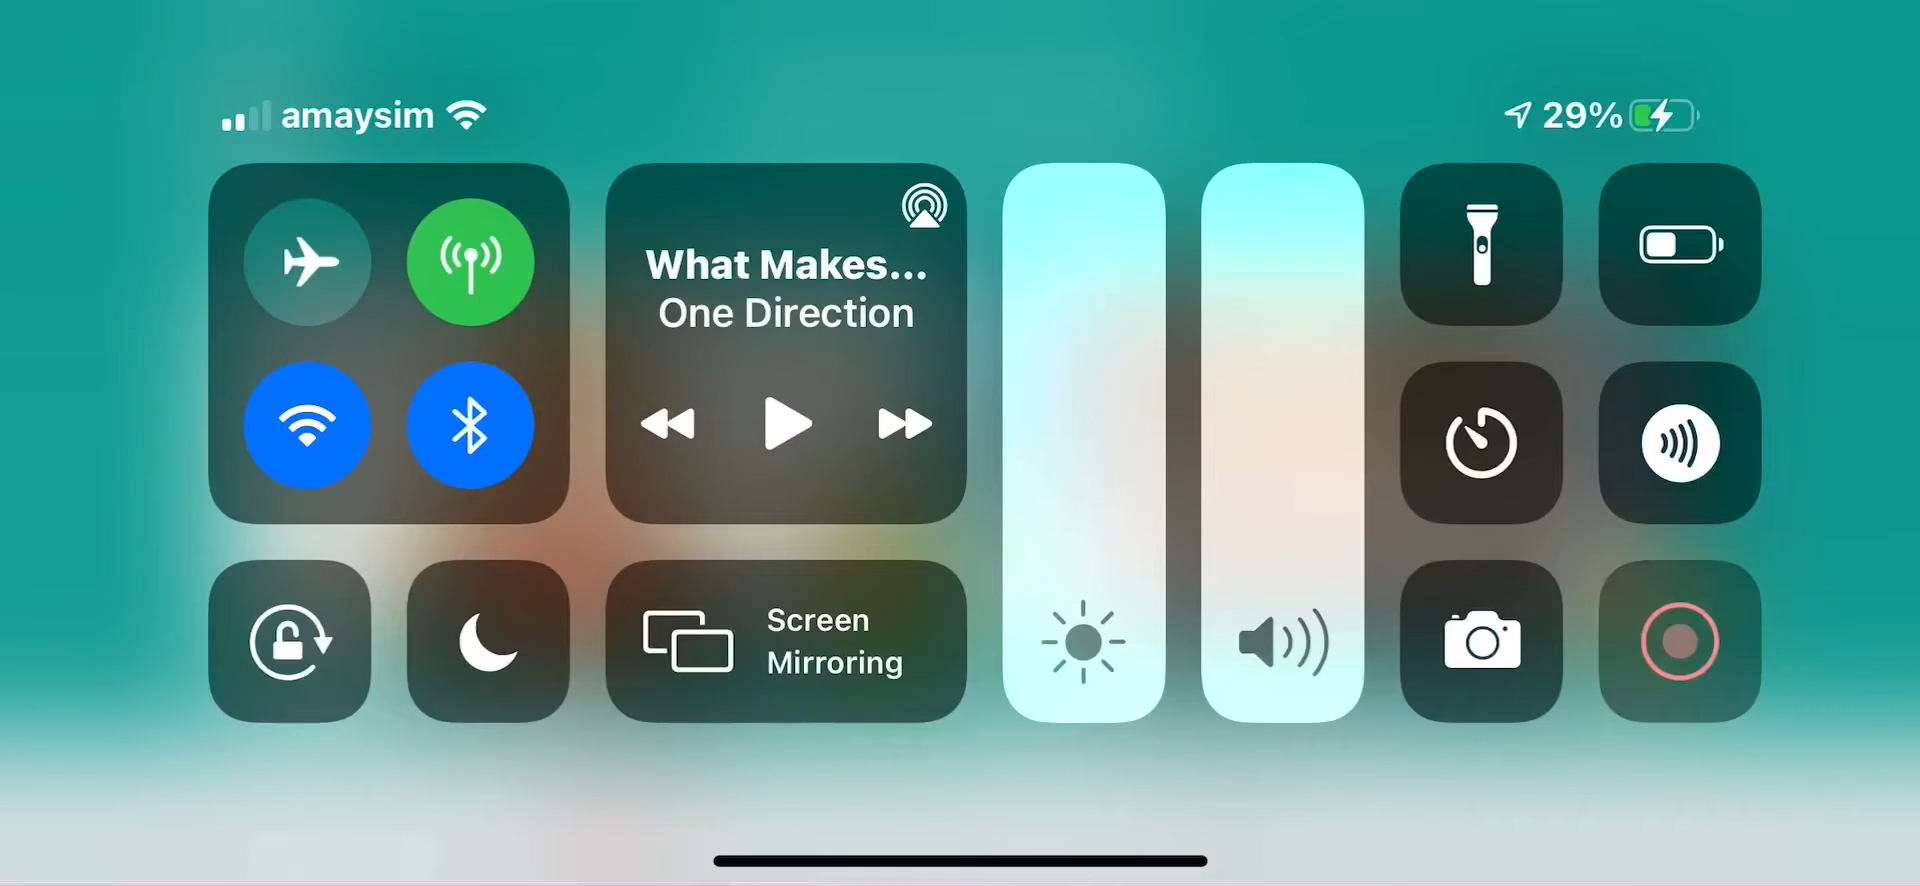 amaysim
29%
What Makes...
One Direction
Screen
Mirroring